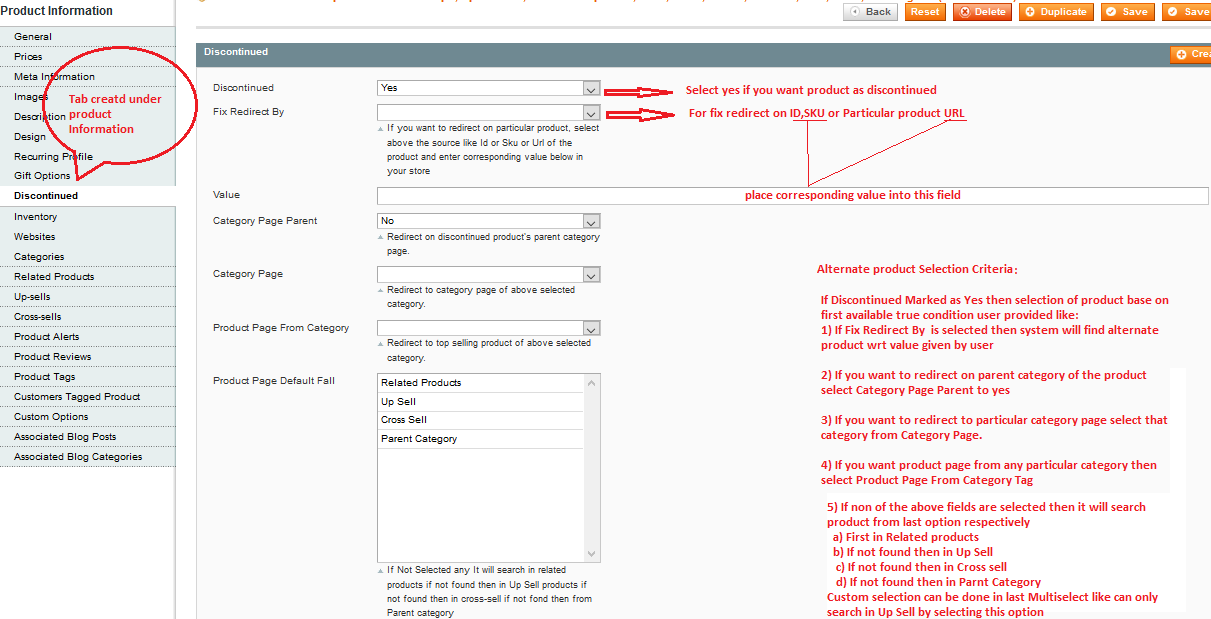 Product Information
Back
Reset
Delete
Duplicate
Save
Save
General
Prices
Meta Information
Images
Description
Design
Recurring Profile
Gift Options
Discontinued
Inventory
Websites
Categories
Related Products
Up-sells
Cross-sells
Product Alerts
Product Reviews
Product Tags
Customers Tagged Product
Custom Options
Associated Blog Posts
Associated Blog Categories
Tab creatd under
product
Information
Discontinued
Discontinued
Yes
Select yes if you want product as discontinued
Fix Redirect By
For fix redirect on ID,SKU or Particular product URL
If you want to redirect on particular product, select
above the source like Id or Sku or Url of the
product and enter corresponding value below in
your store
Value
place corresponding value into this field
Category Page Parent
No
Redirect on discontinued product's parent category
page.
Category Page
Redirect to category page of above selected
category.
Product Page From Category
Redirect to top selling product of above selected
category.
Product Page Default Fall
Related Products
Up Sell
Cross Sell
Parent Category
If Not Selected any It will search in related
products if not found then in Up Sell products if
not found then in cross-sell if not fond then from
Parent category
Alternate product Selection Criteria:
If Discontinued Marked as Yes then selection of product base on
first available true condition user provided like:
1) If Fix Redirect By is selected then system will find alternate
product wrt value given by user
2) If you want to redirect on parent category of the product
select Category Page Parent to yes
3) If you want to redirect to particular category page select that
category from Category Page.
4) If you want product page from any particular category then
select Product Page From Category Tag
5) If non of the above fields are selected then it will search
product from last option respectively
a) First in Related products
b) If not found then in Up Sell
c) If not found then in Cross sell
d) If not found then in Parnt Category
Custom selection can be done in last Multiselect like can only
search in Up Sell by selecting this option